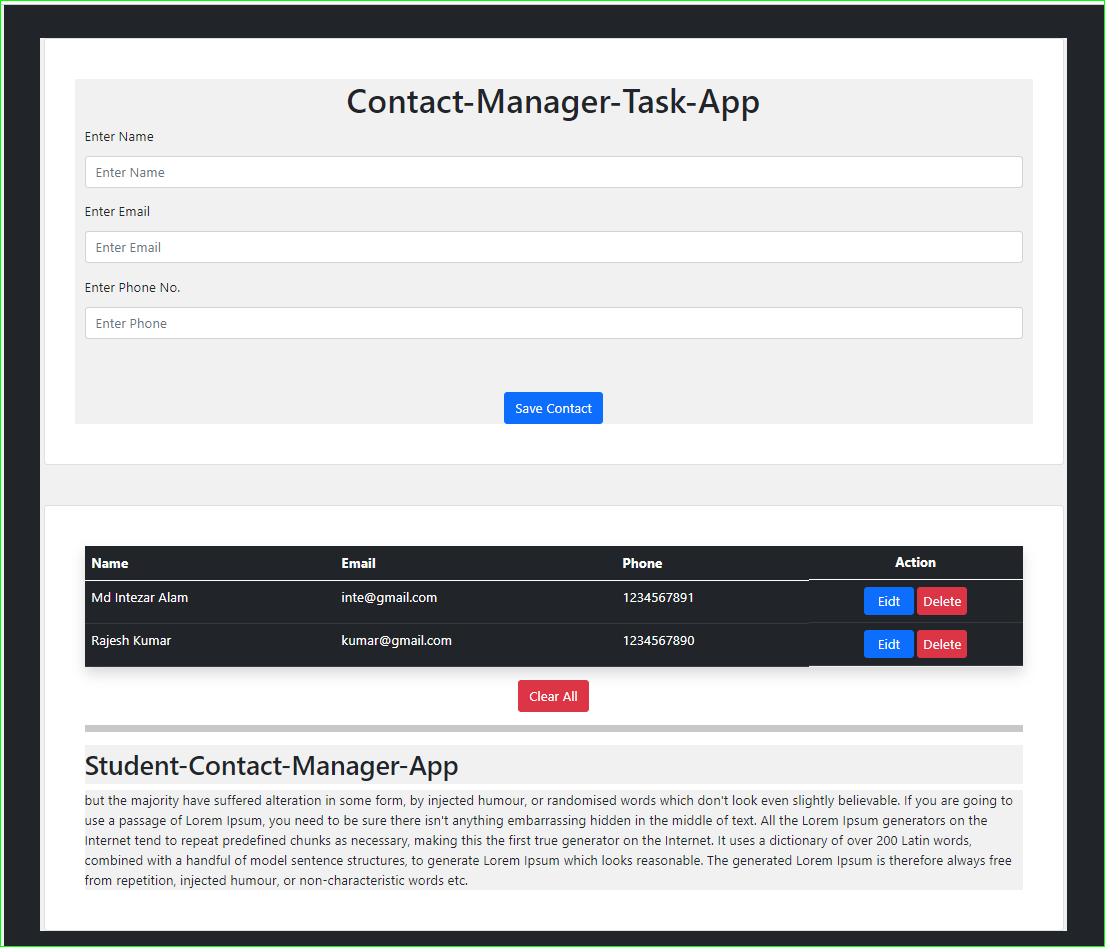 Contact-Manager-Task-App
Enter Name
Enter Name
Enter Email
Enter Email
Enter Phone No.
Enter Phone
Save Contact
Name Email Phone Action
Md Intezar Alam inte@gmail.com 1234567891 Eidt Delete
Rajesh Kumar kumar@gmail.com 1234567890 Eidt Delete
Clear All
Student-Contact-Manager-App
but the majority have suffered alteration in some form, by injected humour, or randomised words which don't look even slightly believable. If you are going to
use a passage of Lorem Ipsum, you need to be sure there isn't anything embarrassing hidden in the middle of text. All the Lorem Ipsum generators on the
Internet tend to repeat predefined chunks as necessary, making this the first true generator on the Internet. It uses a dictionary of over 200 Latin words,
combined with a handful of model sentence structures, to generate Lorem Ipsum which looks reasonable. The generated Lorem Ipsum is therefore always free
from repetition, injected humour, or non-characteristic words etc.